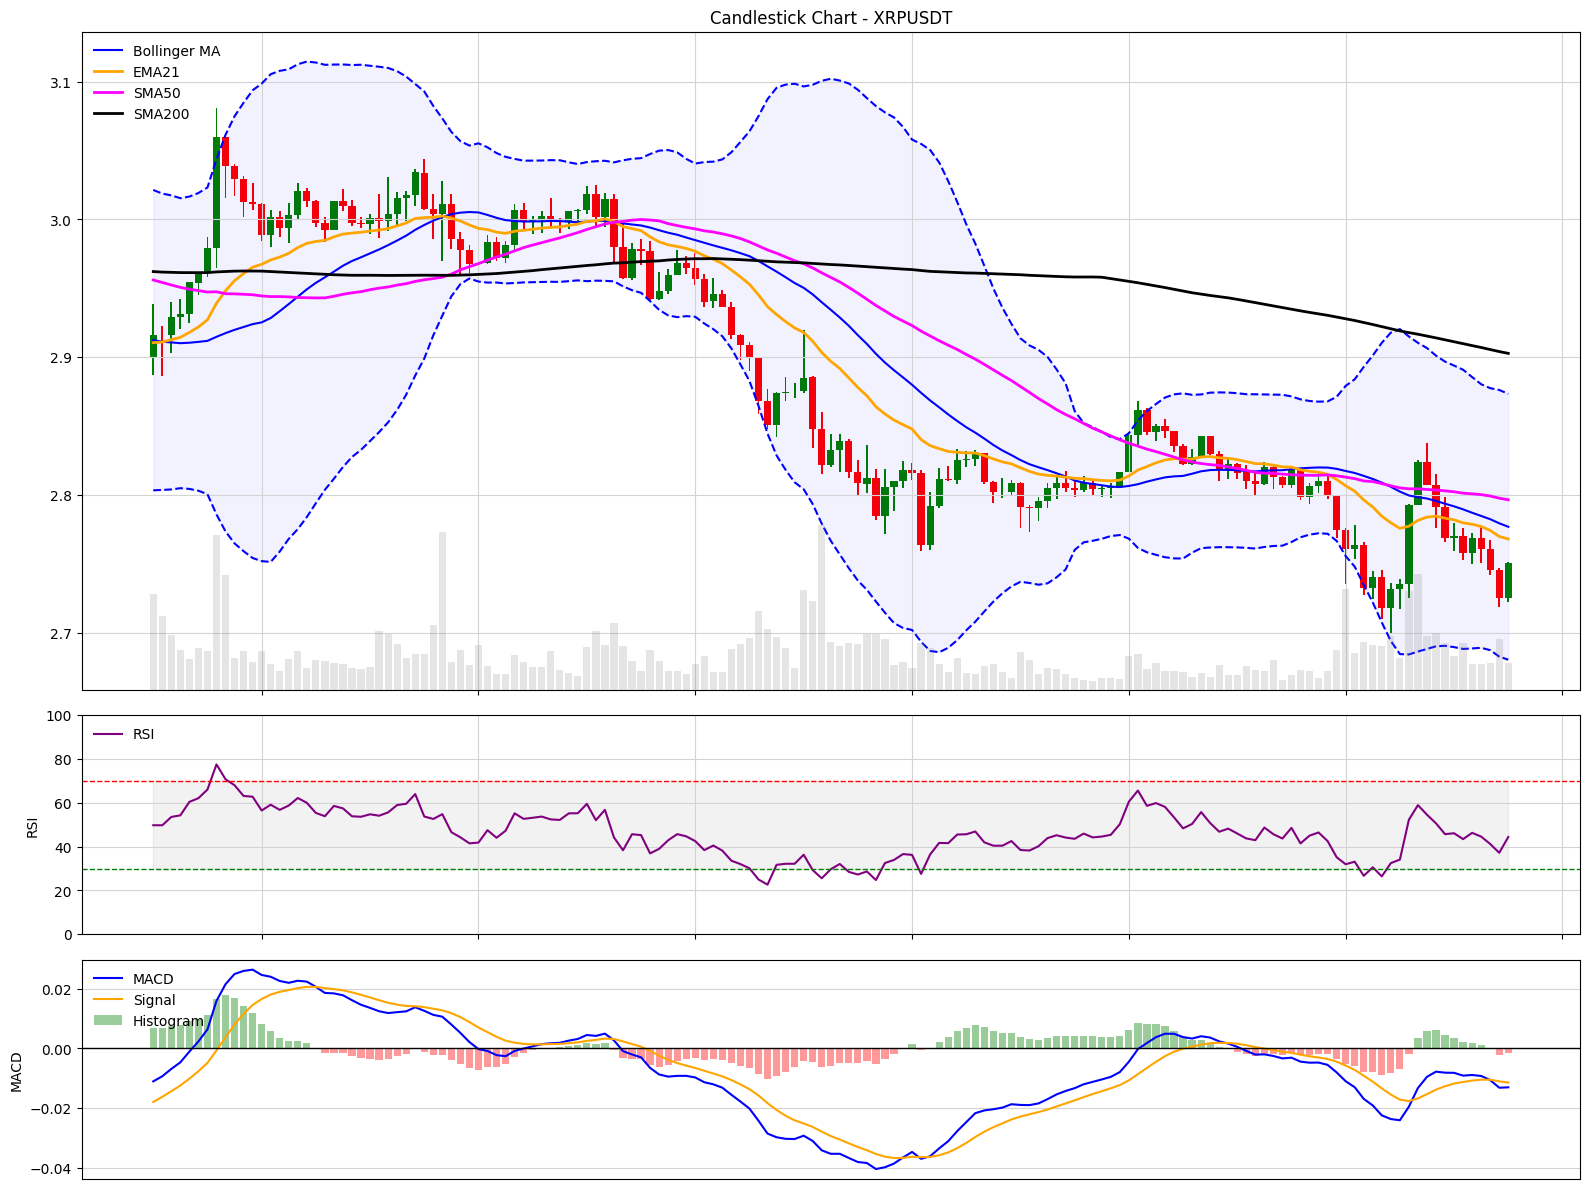 Candlestick Chart - XRPUSDT
Bollinger MA
EMA21
SMA50
SMA200
3.1
3.0
2.9
2.8
2.7
RSI
100
80
60
40
20
0
RSI
MACD
Signal
Histogram
0.02
0.00
−0.02
−0.04
MACD